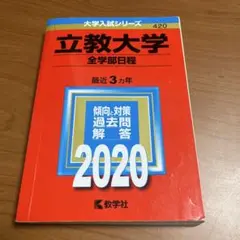 大学入試シリーズ
420
立教大学
全学部日程
最近3カ年
傾向と対策
過去問
解答
2020
教学社